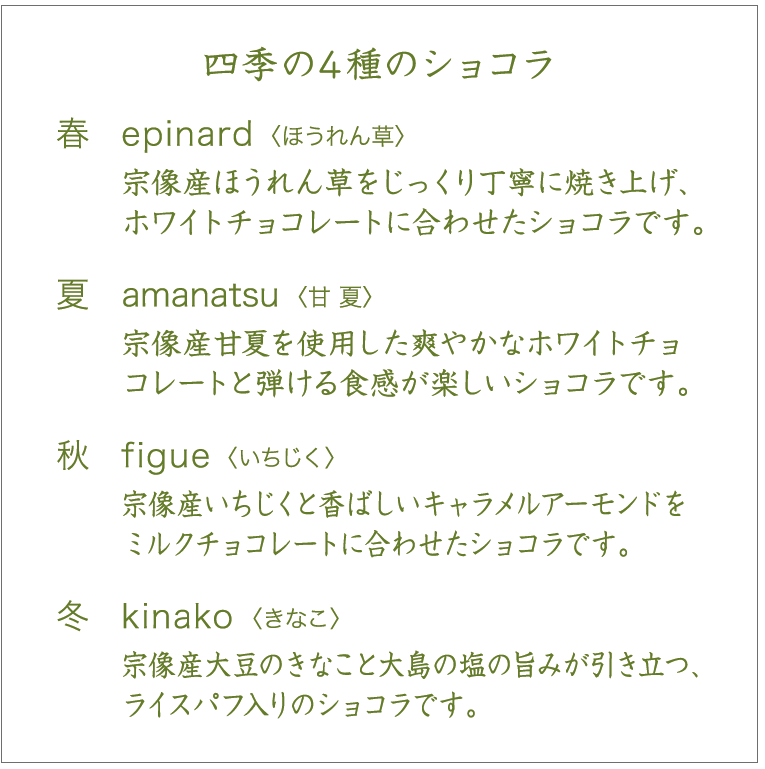 四季の4種のショコラ
春 epinard〈ほうれん草〉
宗像産ほうれん草をじっくり丁寧に焼き上げ、
ホワイトチョコレートに合わせたショコラです。
夏 amanatsu〈甘 夏〉
宗像産甘夏を使用した爽やかなホワイトチョ
コレートと弾ける食感が楽しいショコラです。
秋 figue〈いちじく〉
宗像産いちじくと香ばしいキャラメルアーモンドを
ミルクチョコレートに合わせたショコラです。
冬 kinako〈きなこ〉
宗像産大豆のきなこと大島の塩の旨みが引き立つ、
ライスパフ入りのショコラです。